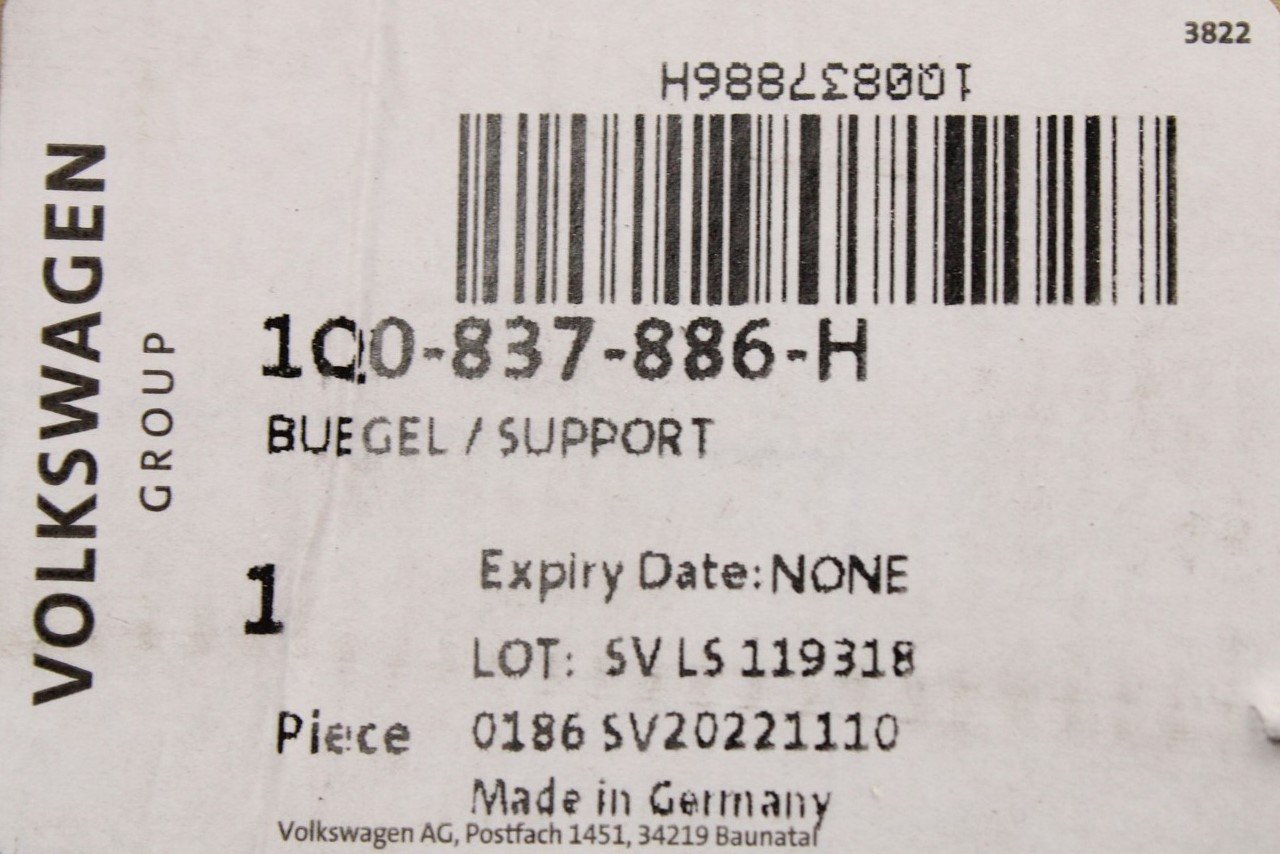 3822
1Q0837886H
VOLKSWAGEN
GROUP
1Q0-837-886-H
BUEGEL / SUPPORT
1
Expiry Date:NONE
LOT: SV LS 119318
Piece
0186 SV20221110
Made in Germany
Volkswagen AG, Postfach 1451, 34219 Baunatal